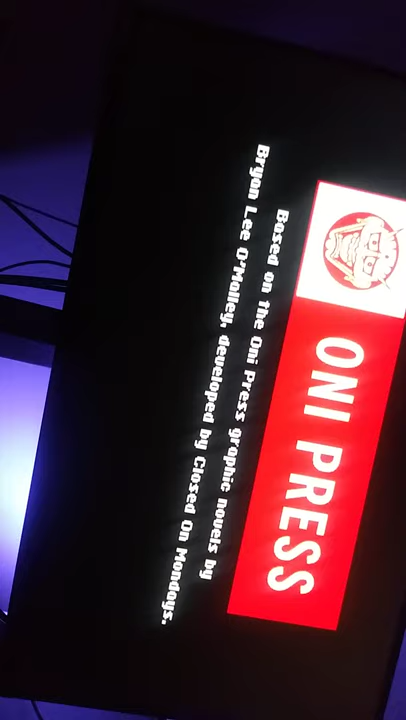 ONI PRESS
Based on the Oni Press graphic novels by
Bryan Lee O'Malley, developed by Closed On Mondays.